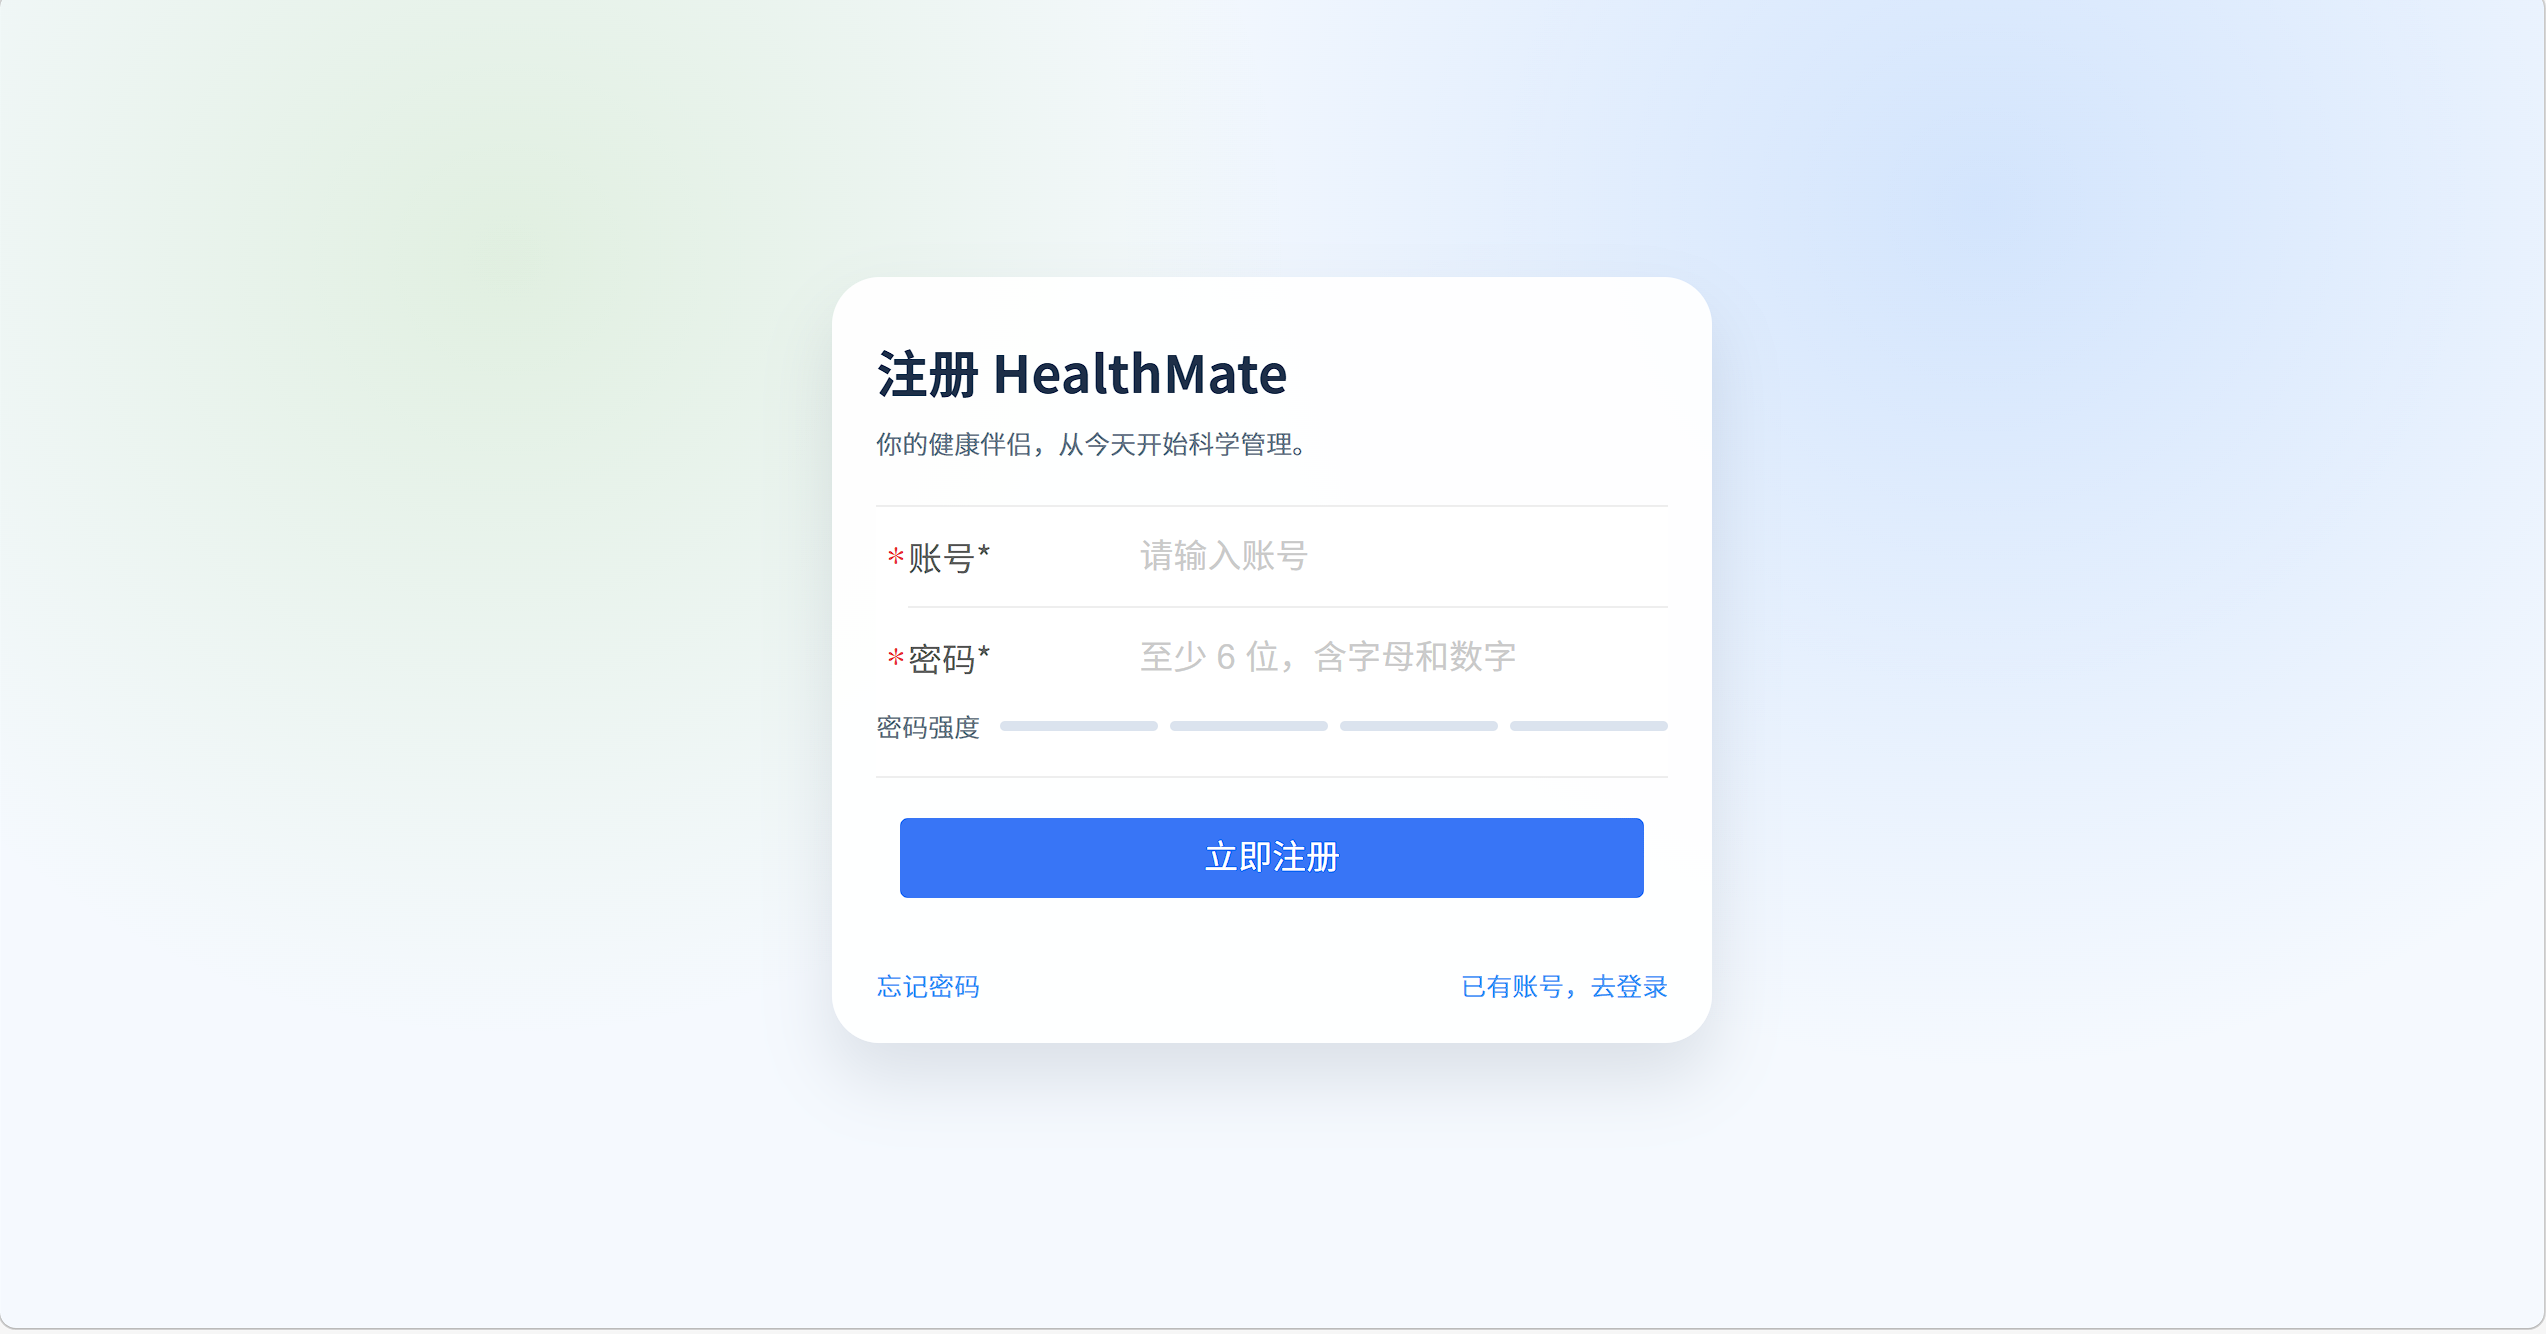 注册 HealthMate
你的健康伴侣，从今天开始科学管理。
*账号* 请输入账号
*密码* 至少 6 位，含字母和数字
密码强度
立即注册
忘记密码 已有账号，去登录